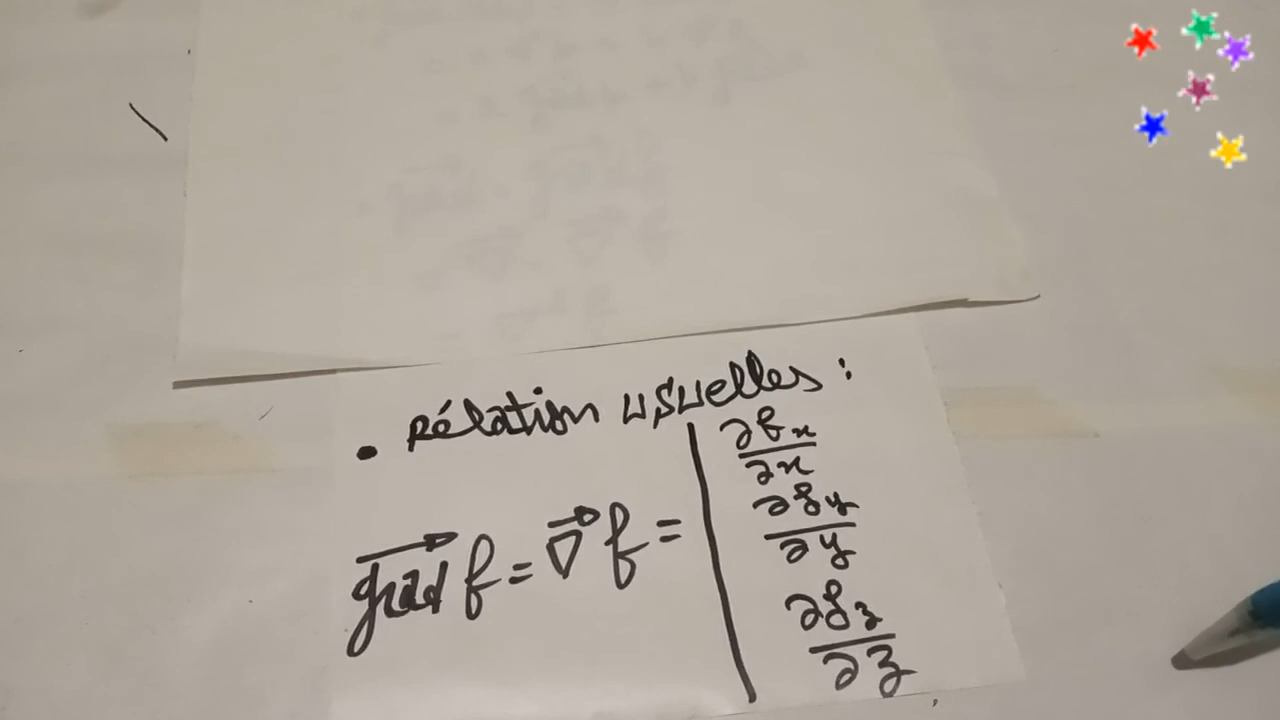 • Rélation usuelles :
grad f = ∇ f = | ∂fx/∂x
∂fy/∂y
∂fz/∂z